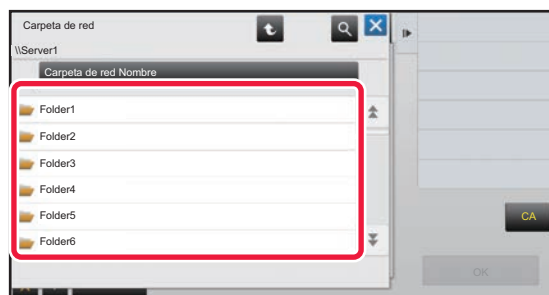 Carpeta de red
\\Server1
Carpeta de red Nombre
Folder1
Folder2
Folder3
Folder4
Folder5
Folder6
CA
OK